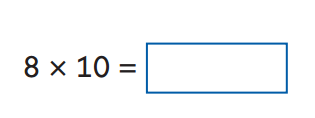 8 × 10 =